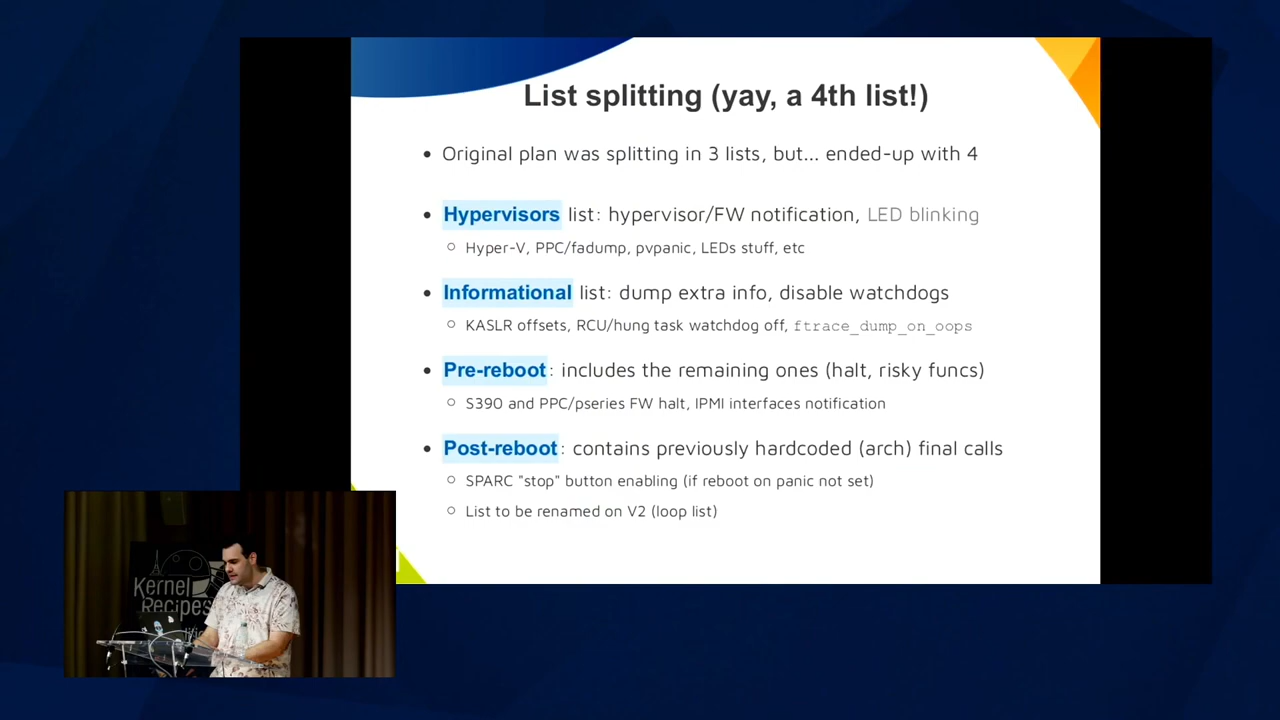 List splitting (yay, a 4th list!)
• Original plan was splitting in 3 lists, but... ended-up with 4
• Hypervisors list: hypervisor/FW notification, LED blinking
○ Hyper-V, PPC/fadump, pvpanic, LEDs stuff, etc
• Informational list: dump extra info, disable watchdogs
○ KASLR offsets, RCU/hung task watchdog off, ftrace_dump_on_oops
• Pre-reboot: includes the remaining ones (halt, risky funcs)
○ S390 and PPC/pseries FW halt, IPMI interfaces notification
• Post-reboot: contains previously hardcoded (arch) final calls
○ SPARC "stop" button enabling (if reboot on panic not set)
○ List to be renamed on V2 (loop list)
Kernel
Recipes